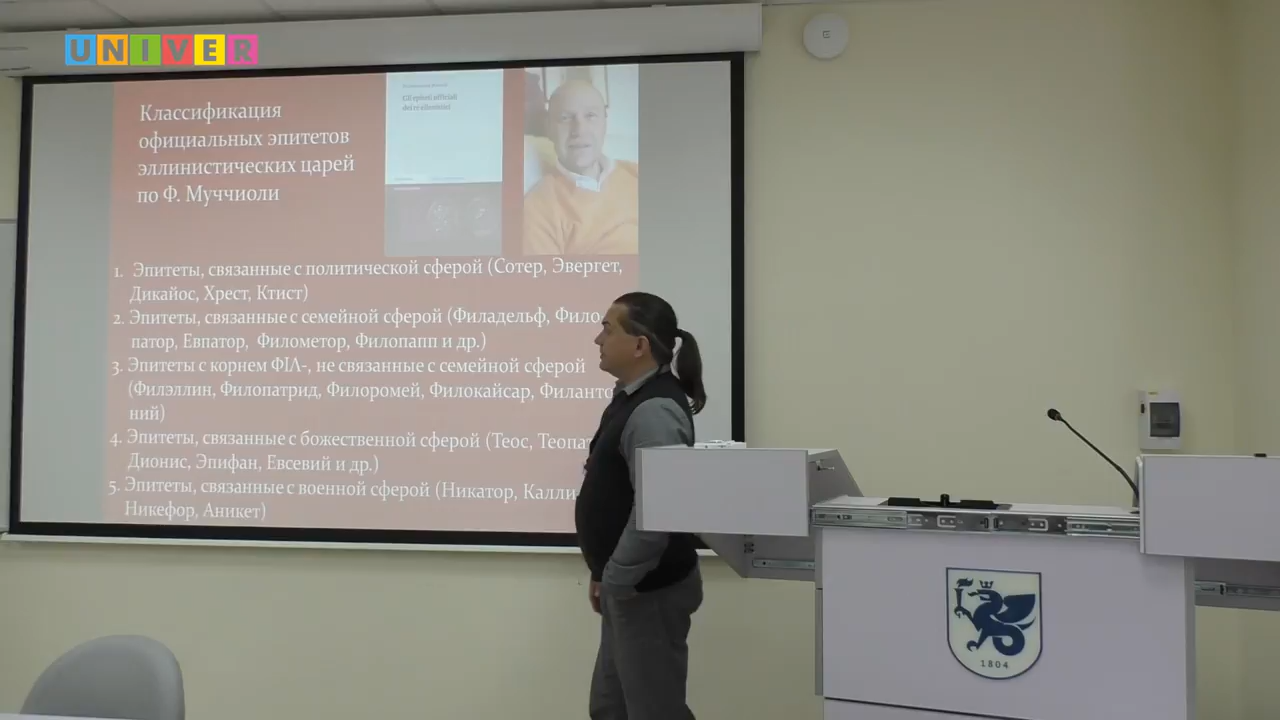 UNIVER
Классификация
официальных эпитетов
эллинистических царей
по Ф. Муччиоли
Gli epiteti ufficiali
dei re ellenistici
1. Эпитеты, связанные с политической сферой (Сотер, Эвергет,
Дикайос, Хрест, Ктист)
2. Эпитеты, связанные с семейной сферой (Филадельф, Фило
патор, Евпатор, Филометор, Филопапп и др.)
3. Эпитеты с корнем ΦΙΛ-, не связанные с семейной сферой
(Филэллин, Филопатрид, Филоромей, Филокайсар, Филанто
ний)
4. Эпитеты, связанные с божественной сферой (Теос, Теопат
Дионис, Эпифан, Евсевий и др.)
5. Эпитеты, связанные с военной сферой (Никатор, Калли
Никефор, Аникет)
1804